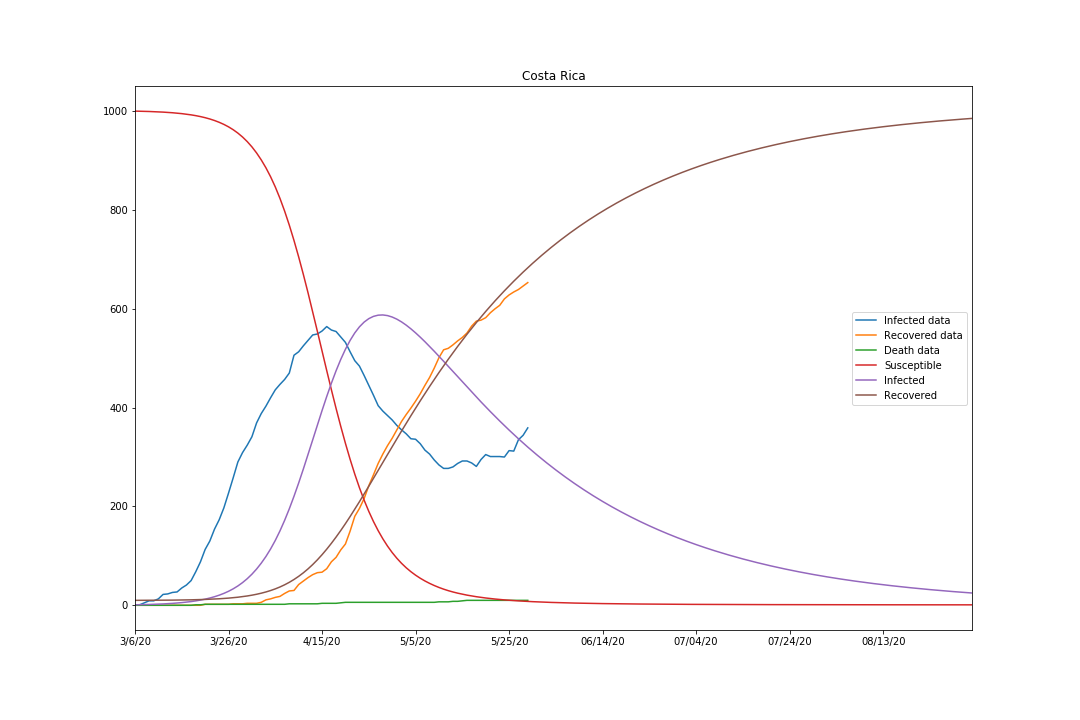 Costa Rica
1000
800
600
400
200
0
Infected data
Recovered data
Death data
Susceptible
Infected
Recovered
3/6/20 3/26/20 4/15/20 5/5/20 5/25/20 06/14/20 07/04/20 07/24/20 08/13/20